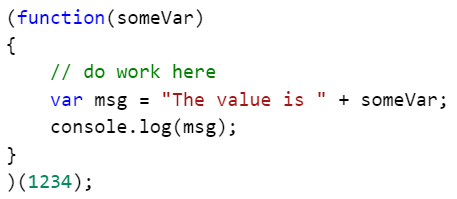 (function(someVar)
{
    // do work here
    var msg = "The value is " + someVar;
    console.log(msg);
}
)(1234);